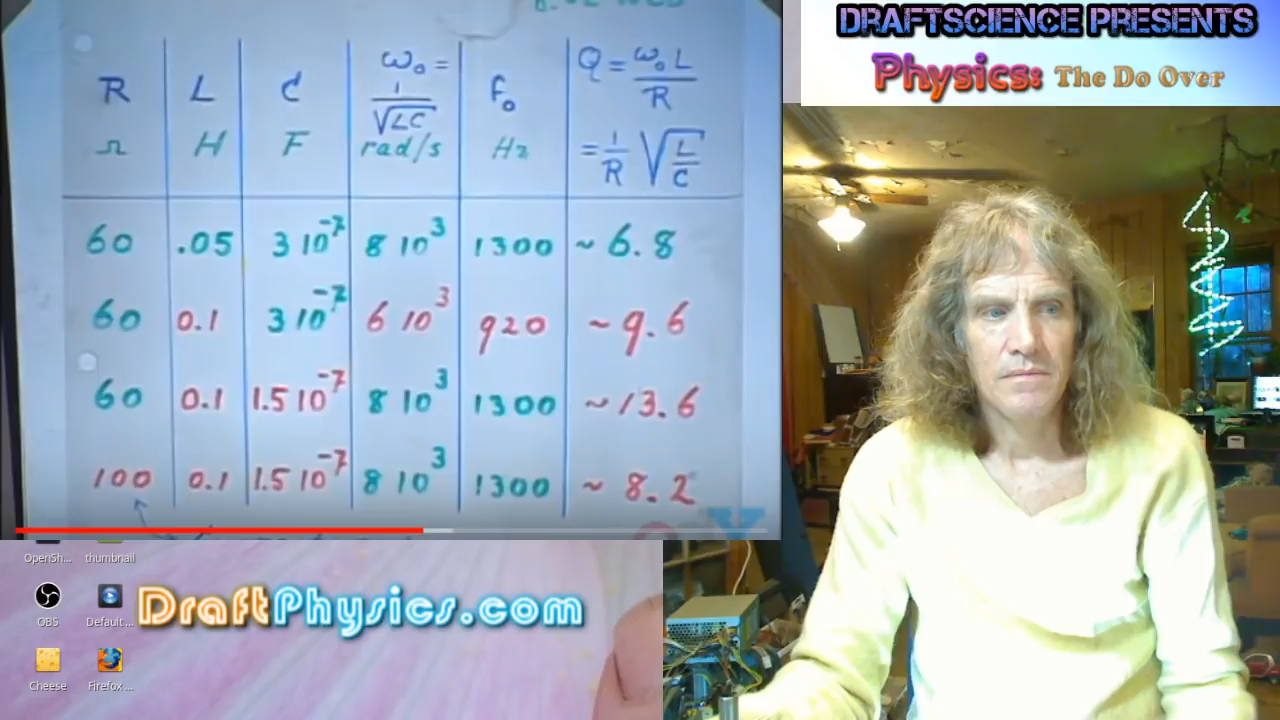 DRAFTSCIENCE PRESENTS
Physics: The Do Over
R L C ω₀ = 1/√LC f₀ Q = ω₀L/R
Ω H F rad/s Hz = 1/R √L/C
60 .05 3 10⁻⁷ 8 10³ 1300 ~ 6.8
60 0.1 3 10⁻⁷ 6 10³ 920 ~ 9.6
60 0.1 1.5 10⁻⁷ 8 10³ 1300 ~ 13.6
100 0.1 1.5 10⁻⁷ 8 10³ 1300 ~ 8.2
OpenSh... thumbnail
DraftPhysics.com
OBS Default ...
Cheese Firefox ...